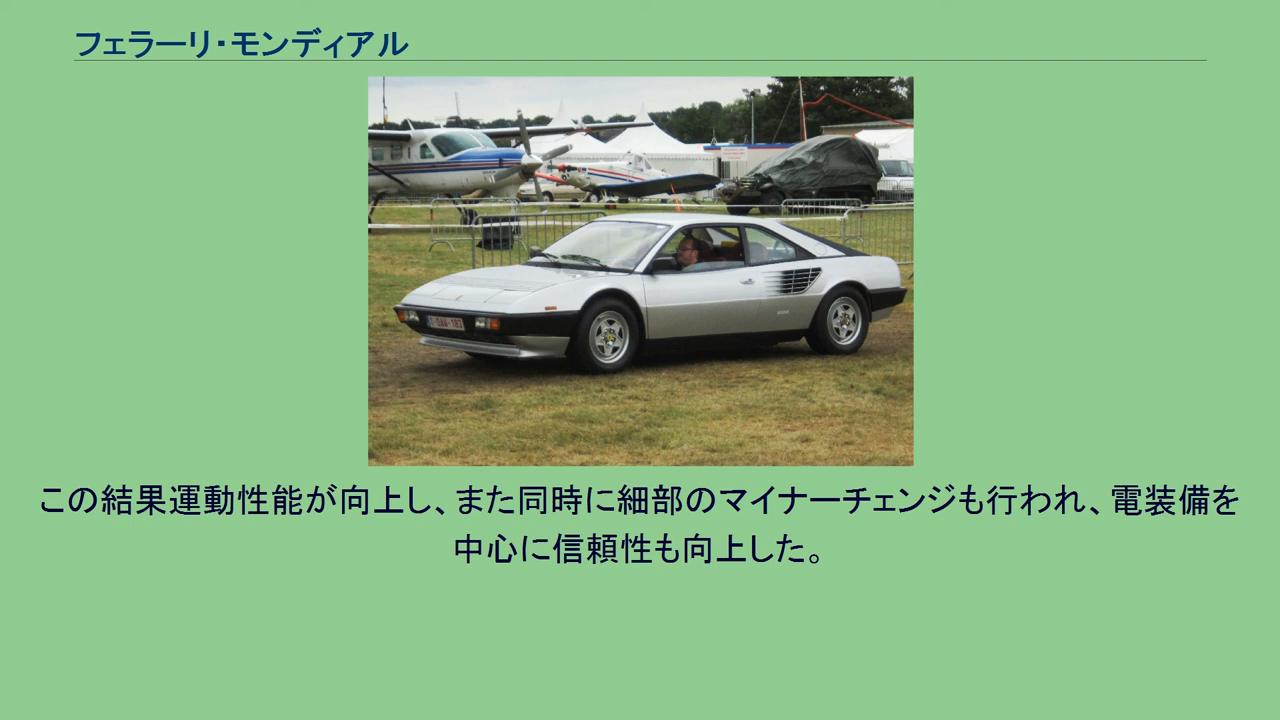 フェラーリ・モンディアル
この結果運動性能が向上し、また同時に細部のマイナーチェンジも行われ、電装備を
中心に信頼性も向上した。